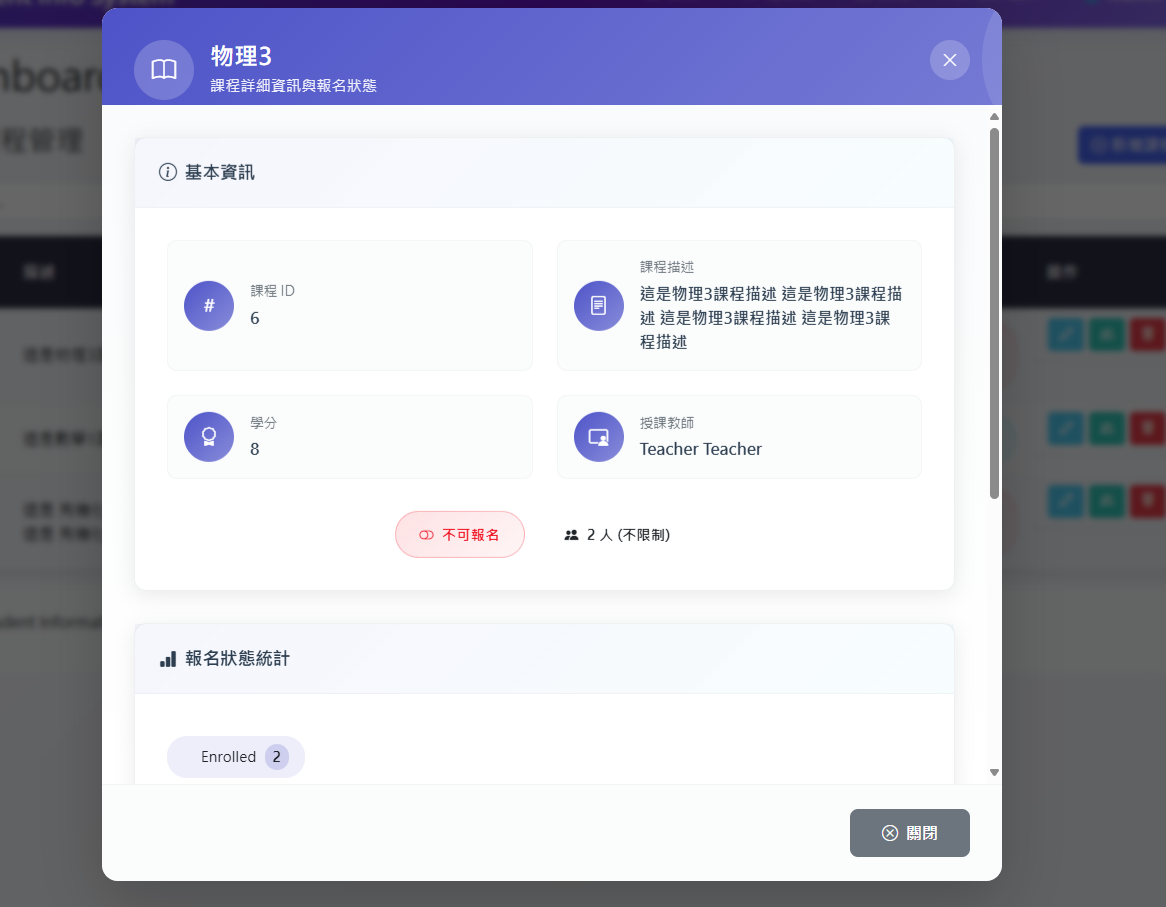 物理3
課程詳細資訊與報名狀態
程管理
基本資訊
#
課程 ID
6
課程描述
這是物理3課程描述 這是物理3課程描
述 這是物理3課程描述 這是物理3課
程描述
學分
8
授課教師
Teacher Teacher
不可報名
2 人 (不限制)
報名狀態統計
Enrolled 2
關閉